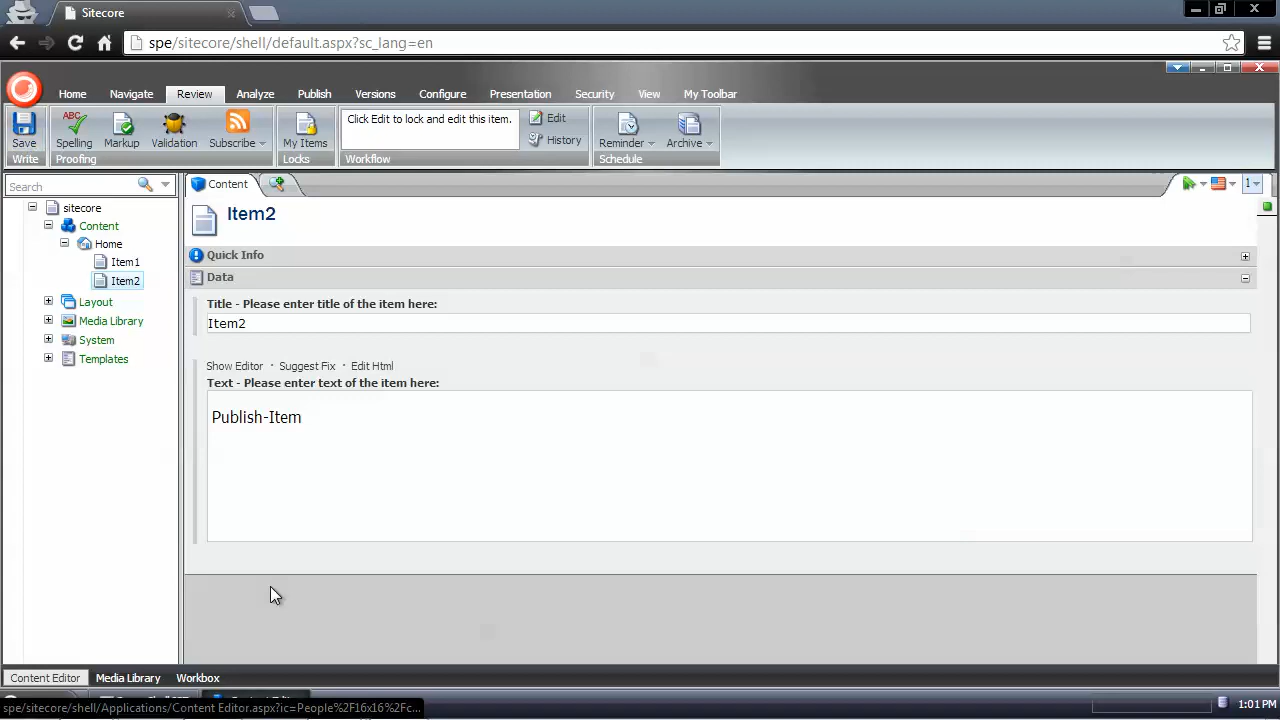 Sitecore
spe/sitecore/shell/default.aspx?sc_lang=en
Home Navigate Review Analyze Publish Versions Configure Presentation Security View My Toolbar
ABC
Click Edit to lock and edit this item.
Edit
History
Save Spelling Markup Validation Subscribe My Items Reminder Archive
Write Proofing Locks Workflow Schedule
Search
Content
1
sitecore
Content
Home
Item1
Item2
Layout
Media Library
System
Templates
Item2
Quick Info
Data
Title - Please enter title of the item here:
Item2
Show Editor · Suggest Fix · Edit Html
Text - Please enter text of the item here:
Publish-Item
Content Editor Media Library Workbox
spe/sitecore/shell/Applications/Content Editor.aspx?ic=People%2F16x16%2Fc...
1:01 PM